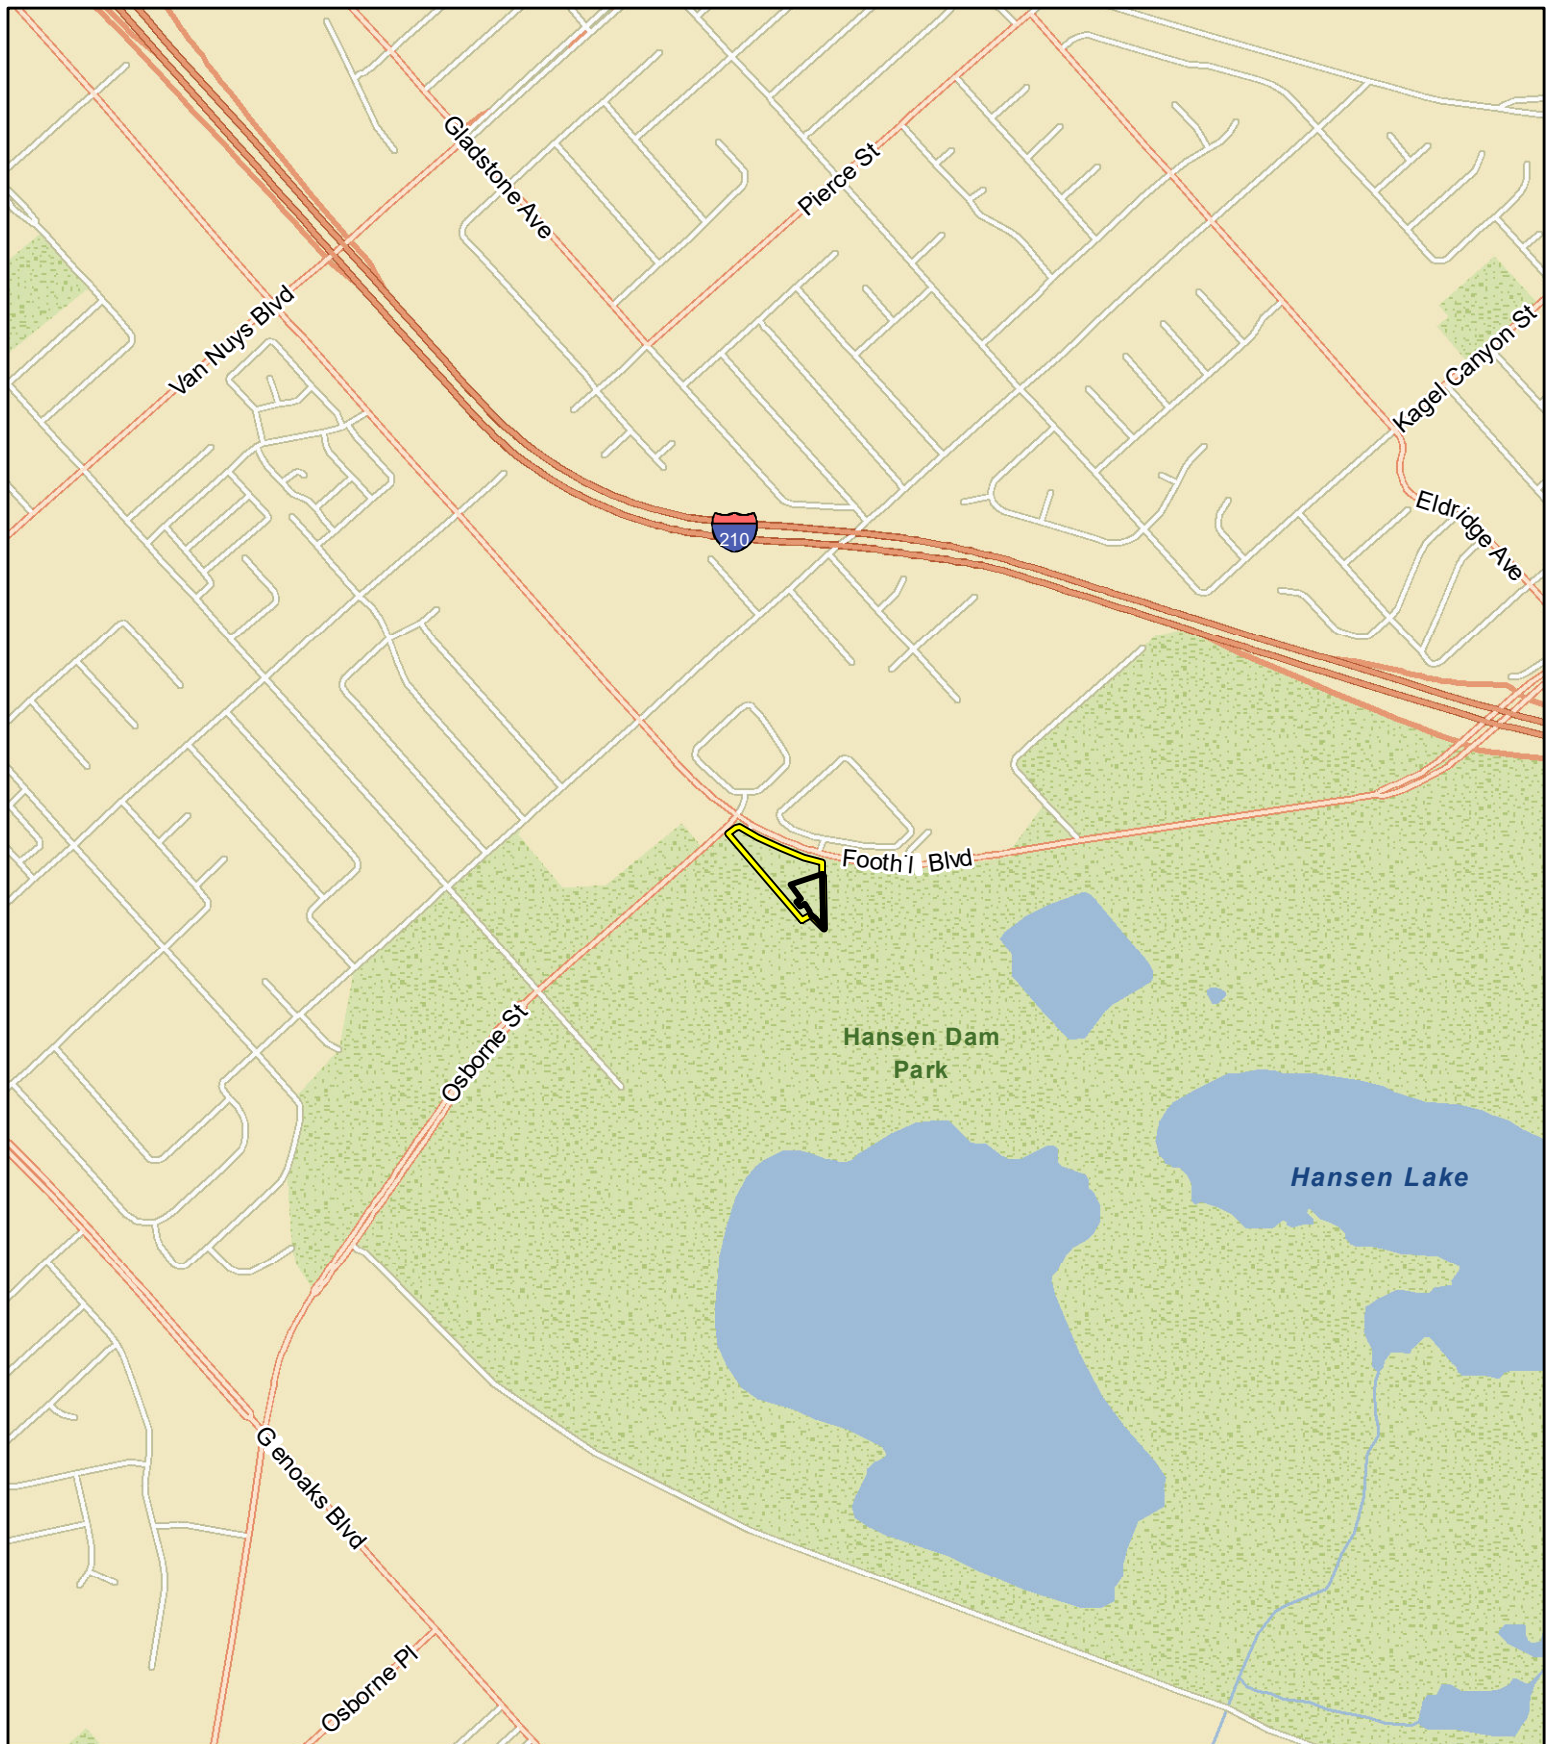 Gladstone Ave
Pierce St
Van Nuys Blvd
Kagel Canyon St
Eldridge Ave
210
Footh l Blvd
Osborne St
Hansen Dam
Park
Hansen Lake
G enoaks Blvd
Osborne Pl